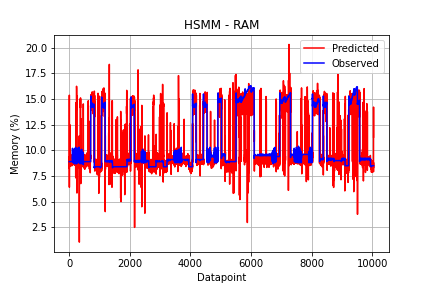 HSMM - RAM
Predicted
Observed
20.0
17.5
15.0
12.5
10.0
7.5
5.0
2.5
Memory (%)
0
2000
4000
6000
8000
10000
Datapoint